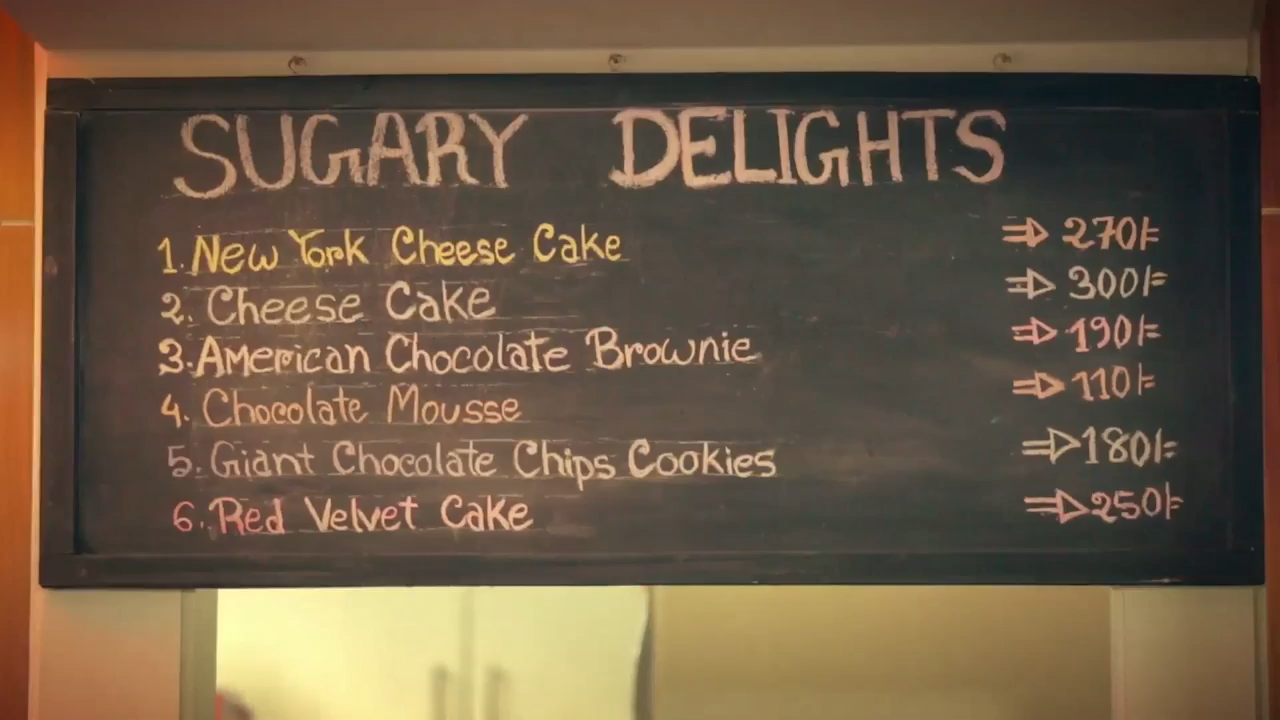 SUGARY DELIGHTS
1. New York Cheese Cake ⇒ 270/=
2. Cheese Cake ⇒ 300/=
3. American Chocolate Brownie ⇒ 190/=
4. Chocolate Mousse ⇒ 110/=
5. Giant Chocolate Chips Cookies ⇒ 180/=
6. Red Velvet Cake ⇒ 250/=